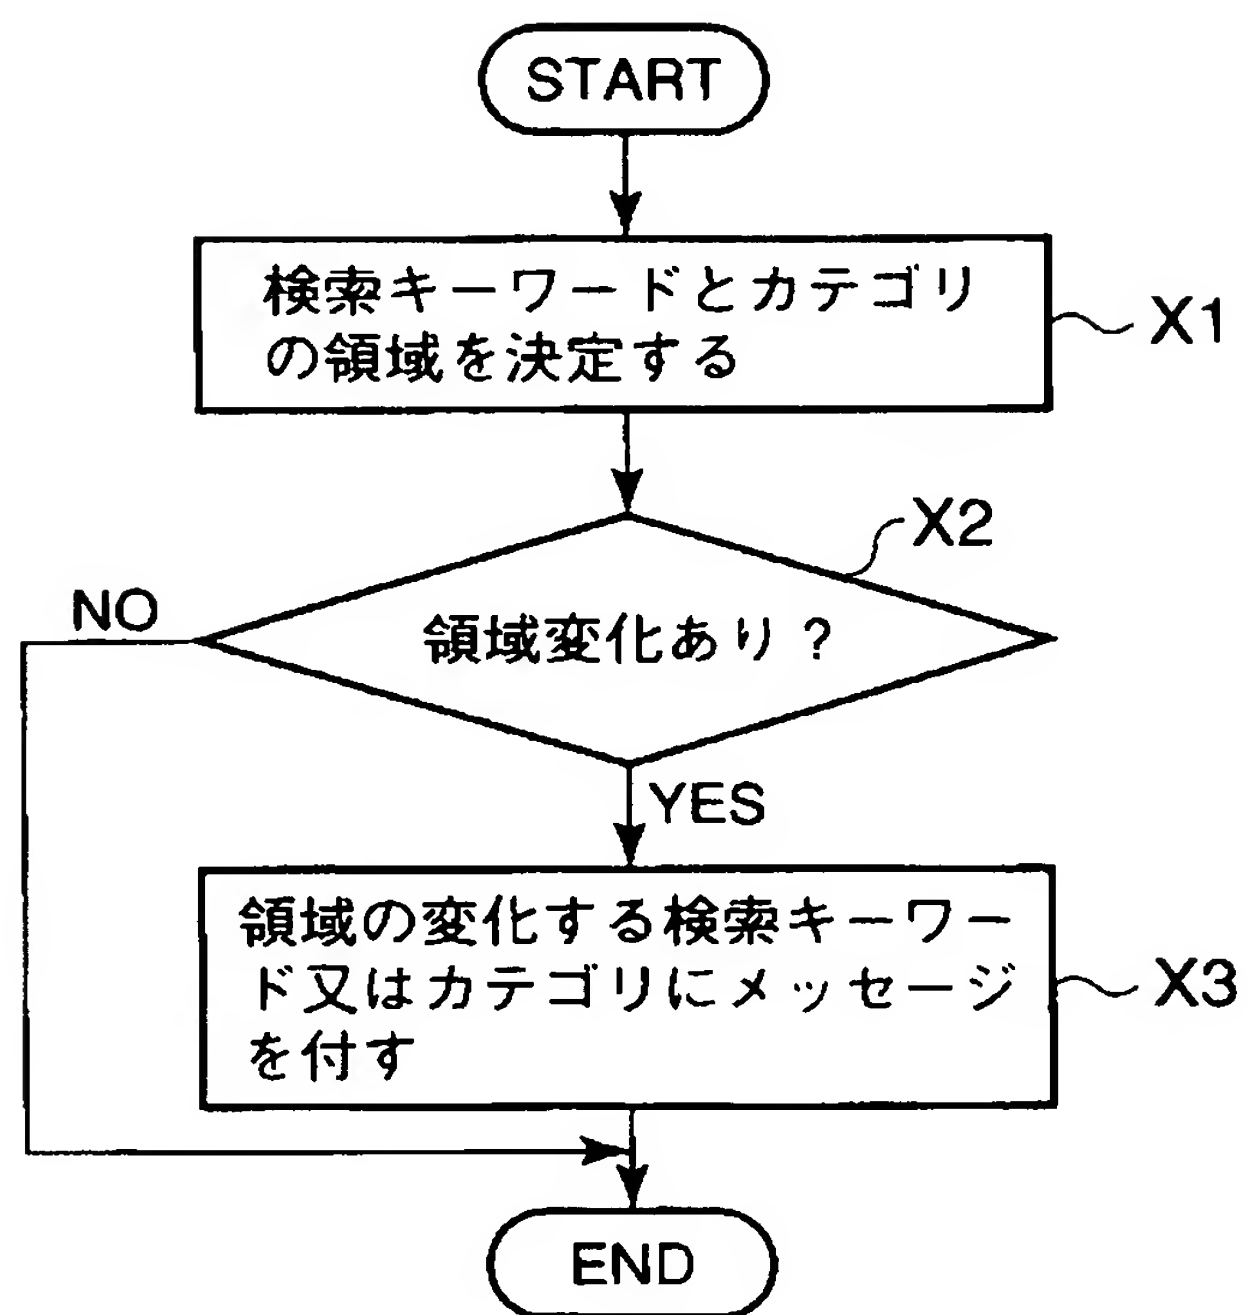 START
検索キーワードとカテゴリ
の領域を決定する
X1
X2
NO
領域変化あり?
YES
領域の変化する検索キーワー
ド又はカテゴリにメッセージ
を付す
X3
END